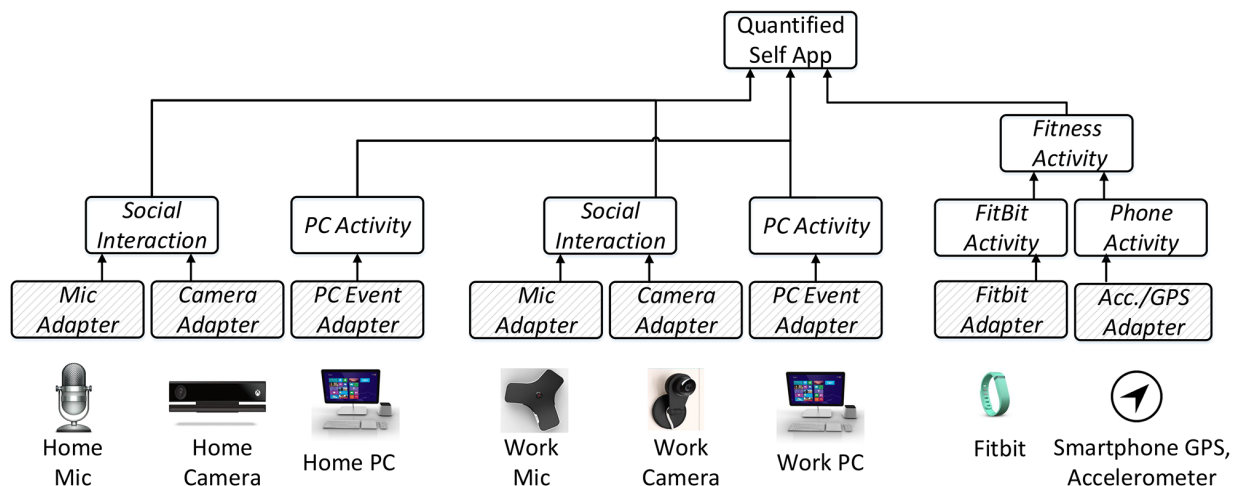 Quantified
Self App
Fitness
Activity
Social
Interaction
PC Activity
Social
Interaction
PC Activity
FitBit
Activity
Phone
Activity
Mic
Adapter
Camera
Adapter
PC Event
Adapter
Mic
Adapter
Camera
Adapter
PC Event
Adapter
Fitbit
Adapter
Acc./GPS
Adapter
Home
Mic
Home
Camera
Home PC
Work
Mic
Work
Camera
Work PC
Fitbit
Smartphone GPS,
Accelerometer